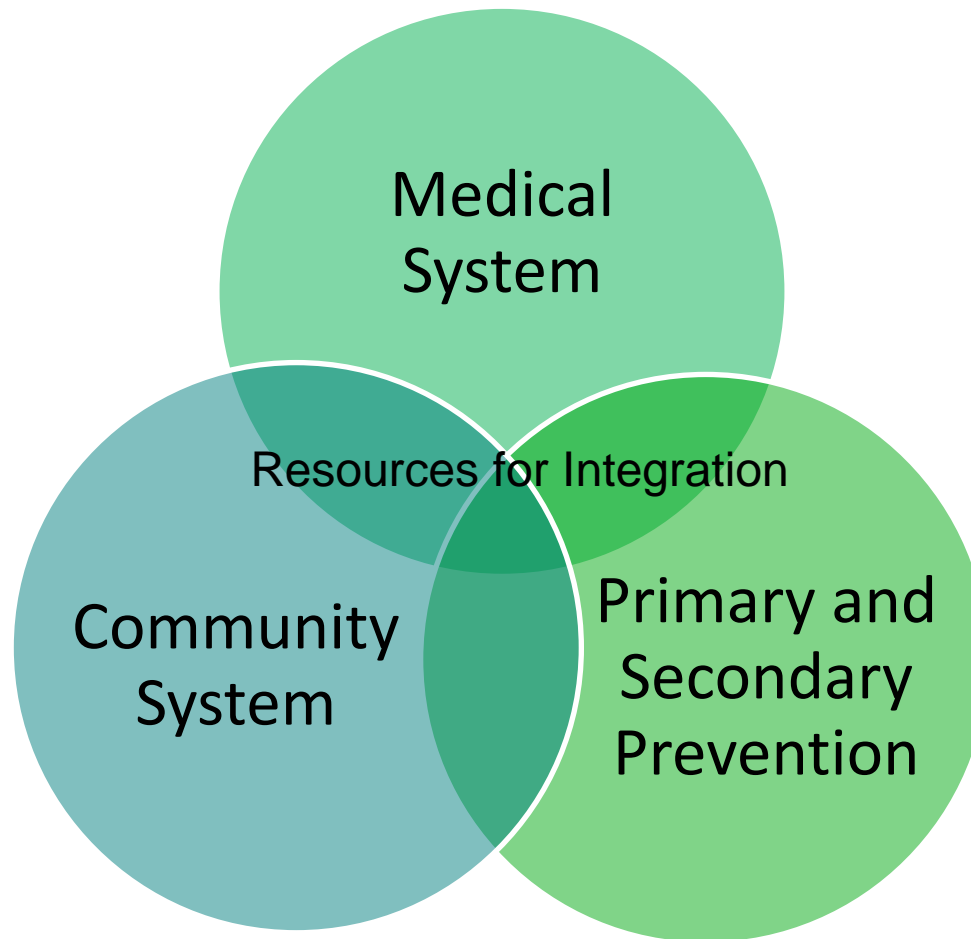 Medical
System
Resources for Integration
Community
System
Primary and
Secondary
Prevention